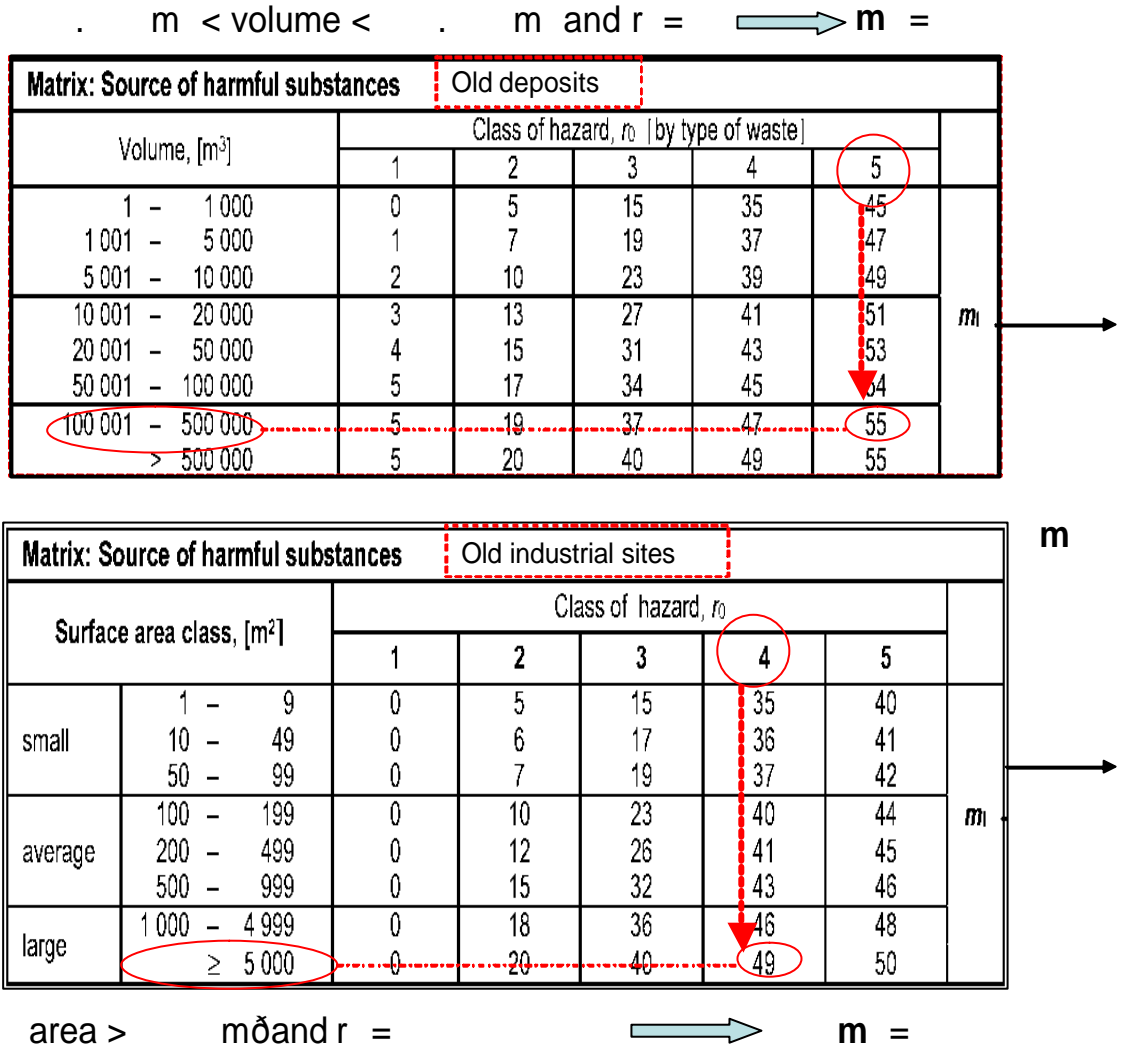 . m < volume < . m and r = m =
Matrix: Source of harmful substances Old deposits
Volume, [m³] Class of hazard, r₀ [by type of waste]
1 2 3 4 5
1 – 1 000 0 5 15 35 45
1 001 – 5 000 1 7 19 37 47
5 001 – 10 000 2 10 23 39 49
10 001 – 20 000 3 13 27 41 51 mI
20 001 – 50 000 4 15 31 43 53
50 001 – 100 000 5 17 34 45 54
100 001 – 500 000 5 19 37 47 55
> 500 000 5 20 40 49 55
m
Matrix: Source of harmful substances Old industrial sites
Surface area class, [m²] Class of hazard, r₀
1 2 3 4 5
small 1 – 9 0 5 15 35 40
10 – 49 0 6 17 36 41
50 – 99 0 7 19 37 42
average 100 – 199 0 10 23 40 44 mI
200 – 499 0 12 26 41 45
500 – 999 0 15 32 43 46
large 1 000 – 4 999 0 18 36 46 48
≥ 5 000 0 20 40 49 50
area > mðand r = m =